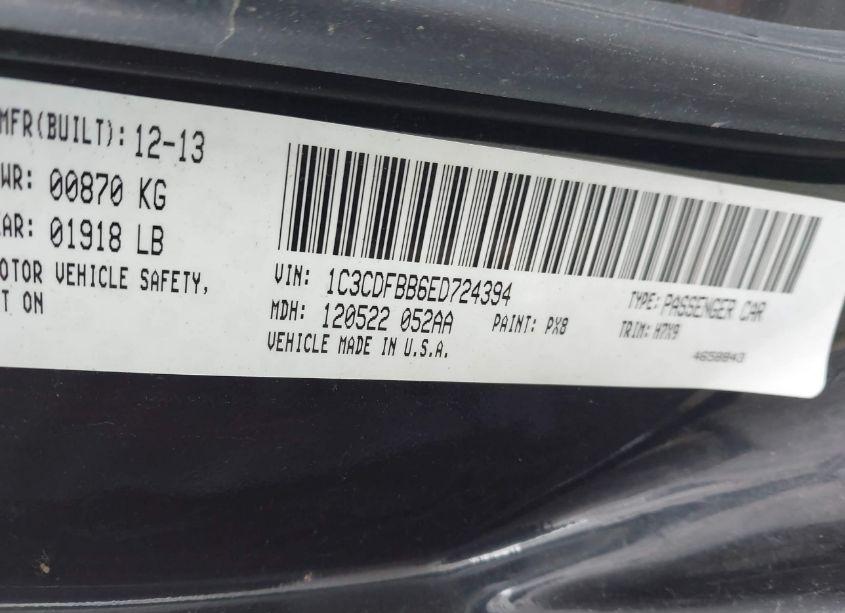 MFR(BUILT): 12-13
WR: 00870 KG
AR: 01918 LB
OTOR VEHICLE SAFETY,
T ON
VIN: 1C3CDFBB6ED724394
MDH: 120522 052AA PAINT: PX8
VEHICLE MADE IN U.S.A.
TYPE: PASSENGER CAR
TRIM: H7X9
4658843